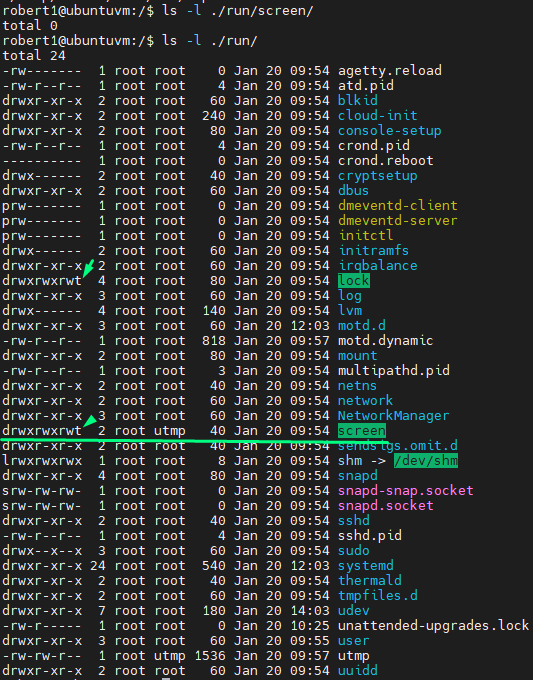 robert1@ubuntuvm:/$ ls -l ./run/screen/
total 0
robert1@ubuntuvm:/$ ls -l ./run/
total 24
-rw------- 1 root root 0 Jan 20 09:54 agetty.reload
-rw-r--r-- 1 root root 4 Jan 20 09:54 atd.pid
drwxr-xr-x 2 root root 60 Jan 20 09:54 blkid
drwxr-xr-x 2 root root 240 Jan 20 09:54 cloud-init
drwxr-xr-x 2 root root 80 Jan 20 09:54 console-setup
-rw-r--r-- 1 root root 4 Jan 20 09:54 crond.pid
---------- 1 root root 0 Jan 20 09:54 crond.reboot
drwx------ 2 root root 40 Jan 20 09:54 cryptsetup
drwxr-xr-x 2 root root 60 Jan 20 09:54 dbus
prw------- 1 root root 0 Jan 20 09:54 dmeventd-client
prw------- 1 root root 0 Jan 20 09:54 dmeventd-server
prw------- 1 root root 0 Jan 20 09:54 initctl
drwx------ 2 root root 60 Jan 20 09:54 initramfs
drwxr-xr-x 2 root root 60 Jan 20 09:54 irqbalance
drwxrwxrwt 4 root root 80 Jan 20 09:54 lock
drwxr-xr-x 3 root root 60 Jan 20 09:54 log
drwx------ 4 root root 140 Jan 20 09:54 lvm
drwxr-xr-x 3 root root 60 Jan 20 12:03 motd.d
-rw-r--r-- 1 root root 818 Jan 20 09:57 motd.dynamic
drwxr-xr-x 2 root root 80 Jan 20 09:54 mount
-rw-r--r-- 1 root root 3 Jan 20 09:54 multipathd.pid
drwxr-xr-x 2 root root 40 Jan 20 09:54 netns
drwxr-xr-x 2 root root 60 Jan 20 09:54 network
drwxr-xr-x 3 root root 60 Jan 20 09:54 NetworkManager
drwxrwxrwt 2 root utmp 40 Jan 20 09:54 screen
drwxr-xr-x 2 root root 40 Jan 20 09:54 sendsigs.omit.d
lrwxrwxrwx 1 root root 8 Jan 20 09:54 shm -> /dev/shm
drwxr-xr-x 4 root root 80 Jan 20 09:54 snapd
srw-rw-rw- 1 root root 0 Jan 20 09:54 snapd-snap.socket
srw-rw-rw- 1 root root 0 Jan 20 09:54 snapd.socket
drwxr-xr-x 2 root root 40 Jan 20 09:54 sshd
-rw-r--r-- 1 root root 4 Jan 20 09:54 sshd.pid
drwx--x--x 3 root root 60 Jan 20 09:54 sudo
drwxr-xr-x 24 root root 540 Jan 20 12:03 systemd
drwxr-xr-x 2 root root 40 Jan 20 09:54 thermald
drwxr-xr-x 2 root root 60 Jan 20 09:54 tmpfiles.d
drwxr-xr-x 7 root root 180 Jan 20 14:03 udev
-rw-r----- 1 root root 0 Jan 20 10:25 unattended-upgrades.lock
drwxr-xr-x 3 root root 60 Jan 20 09:55 user
-rw-rw-r-- 1 root utmp 1536 Jan 20 09:57 utmp
drwxr-xr-x 2 root root 60 Jan 20 09:54 uuidd